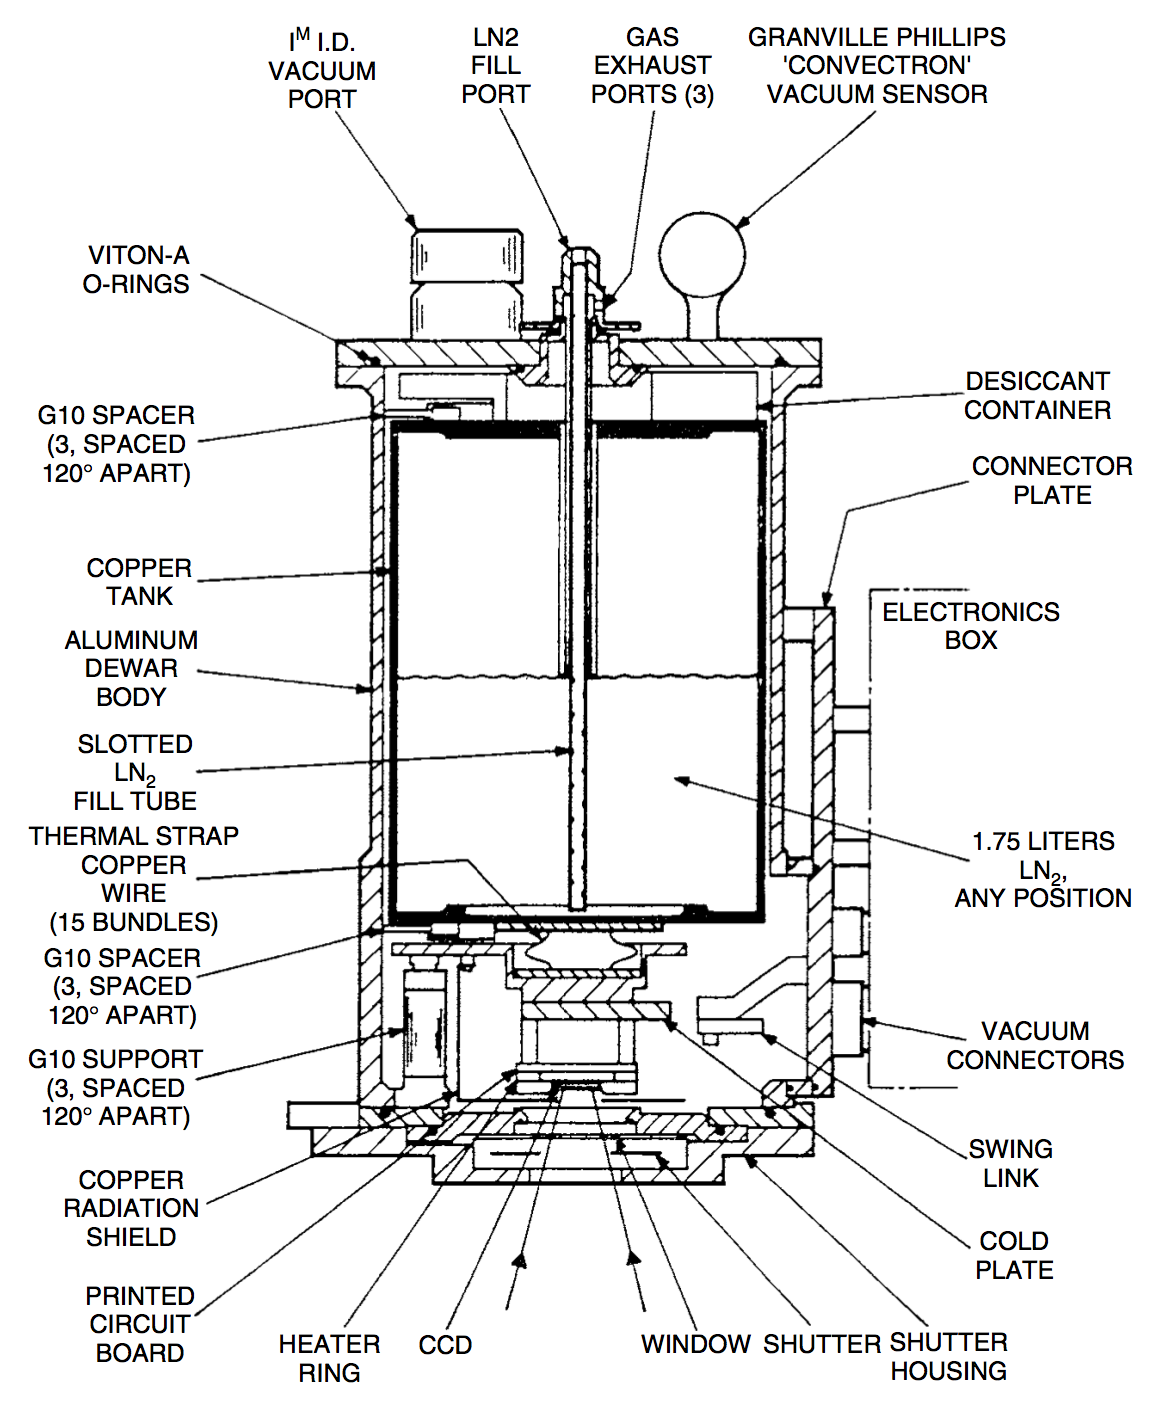 Iᴹ I.D.
VACUUM
PORT
LN2
FILL
PORT
GAS
EXHAUST
PORTS (3)
GRANVILLE PHILLIPS
'CONVECTRON'
VACUUM SENSOR
VITON-A
O-RINGS
DESICCANT
CONTAINER
G10 SPACER
(3, SPACED
120° APART)
CONNECTOR
PLATE
COPPER
TANK
ELECTRONICS
BOX
ALUMINUM
DEWAR
BODY
SLOTTED
LN₂
FILL TUBE
THERMAL STRAP
COPPER
WIRE
(15 BUNDLES)
1.75 LITERS
LN₂,
ANY POSITION
G10 SPACER
(3, SPACED
120° APART)
G10 SUPPORT
(3, SPACED
120° APART)
VACUUM
CONNECTORS
SWING
LINK
COPPER
RADIATION
SHIELD
COLD
PLATE
PRINTED
CIRCUIT
BOARD
HEATER
RING
CCD
WINDOW
SHUTTER
SHUTTER
HOUSING